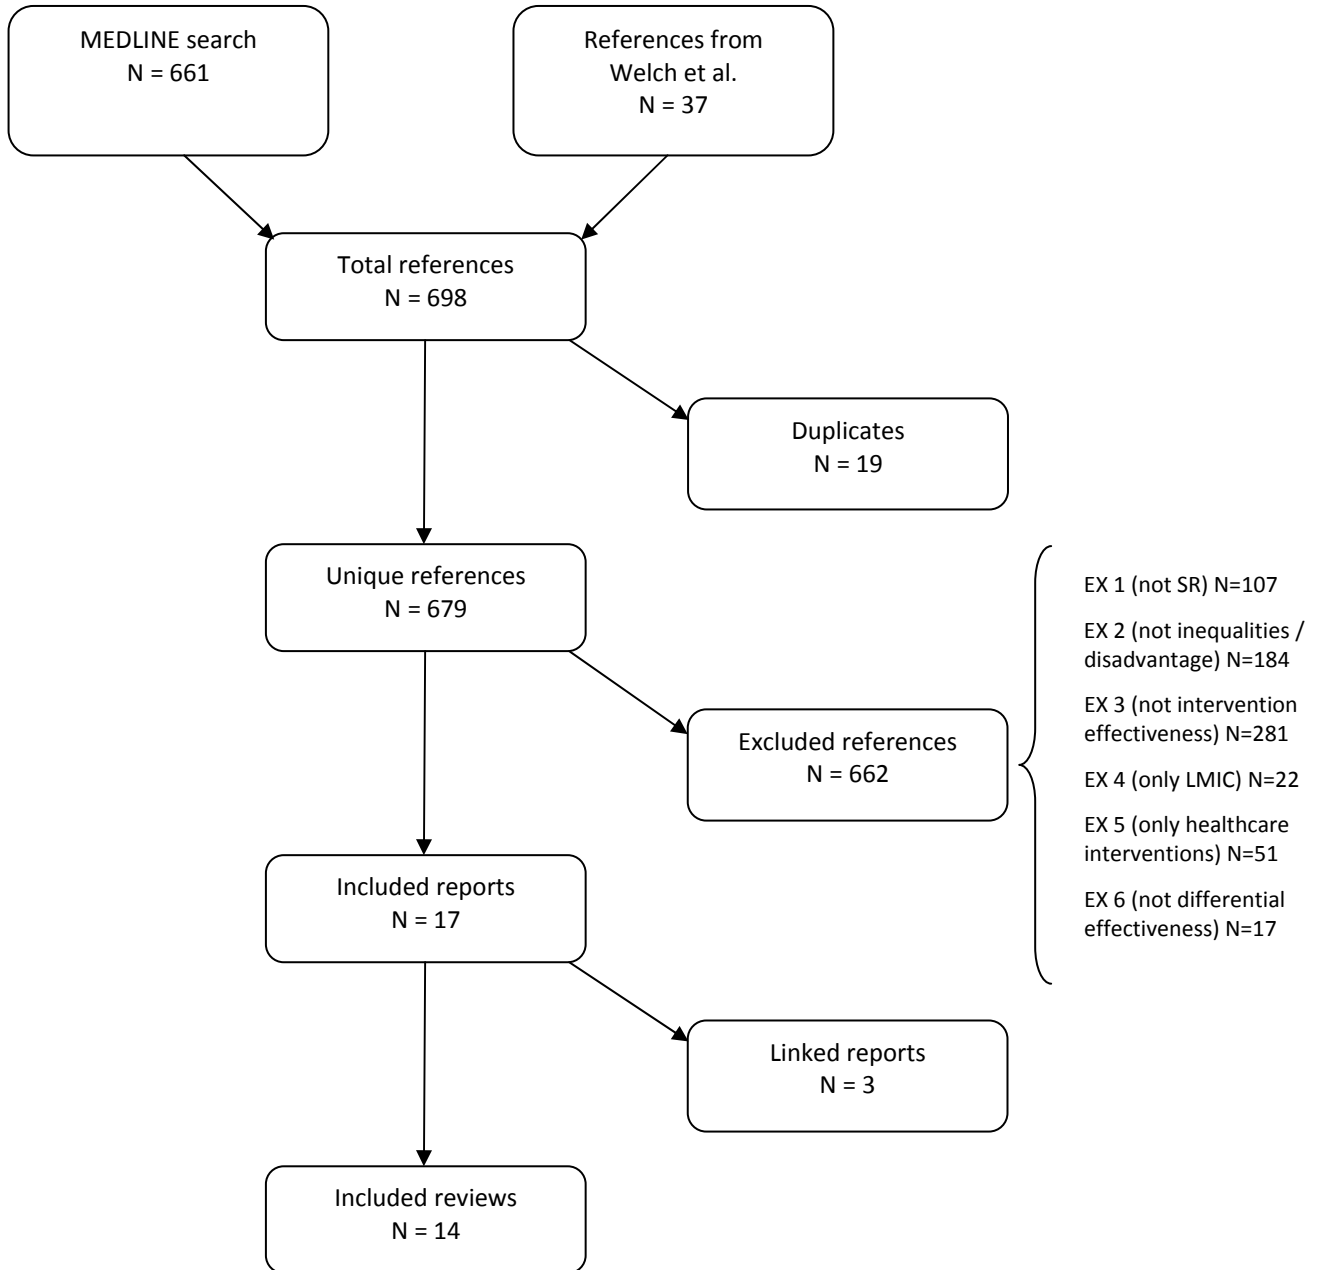 MEDLINE search
N = 661
References from
Welch et al.
N = 37
Total references
N = 698
Duplicates
N = 19
Unique references
N = 679
Excluded references
N = 662
EX 1 (not SR) N=107
EX 2 (not inequalities /
disadvantage) N=184
EX 3 (not intervention
effectiveness) N=281
EX 4 (only LMIC) N=22
EX 5 (only healthcare
interventions) N=51
EX 6 (not differential
effectiveness) N=17
Included reports
N = 17
Linked reports
N = 3
Included reviews
N = 14